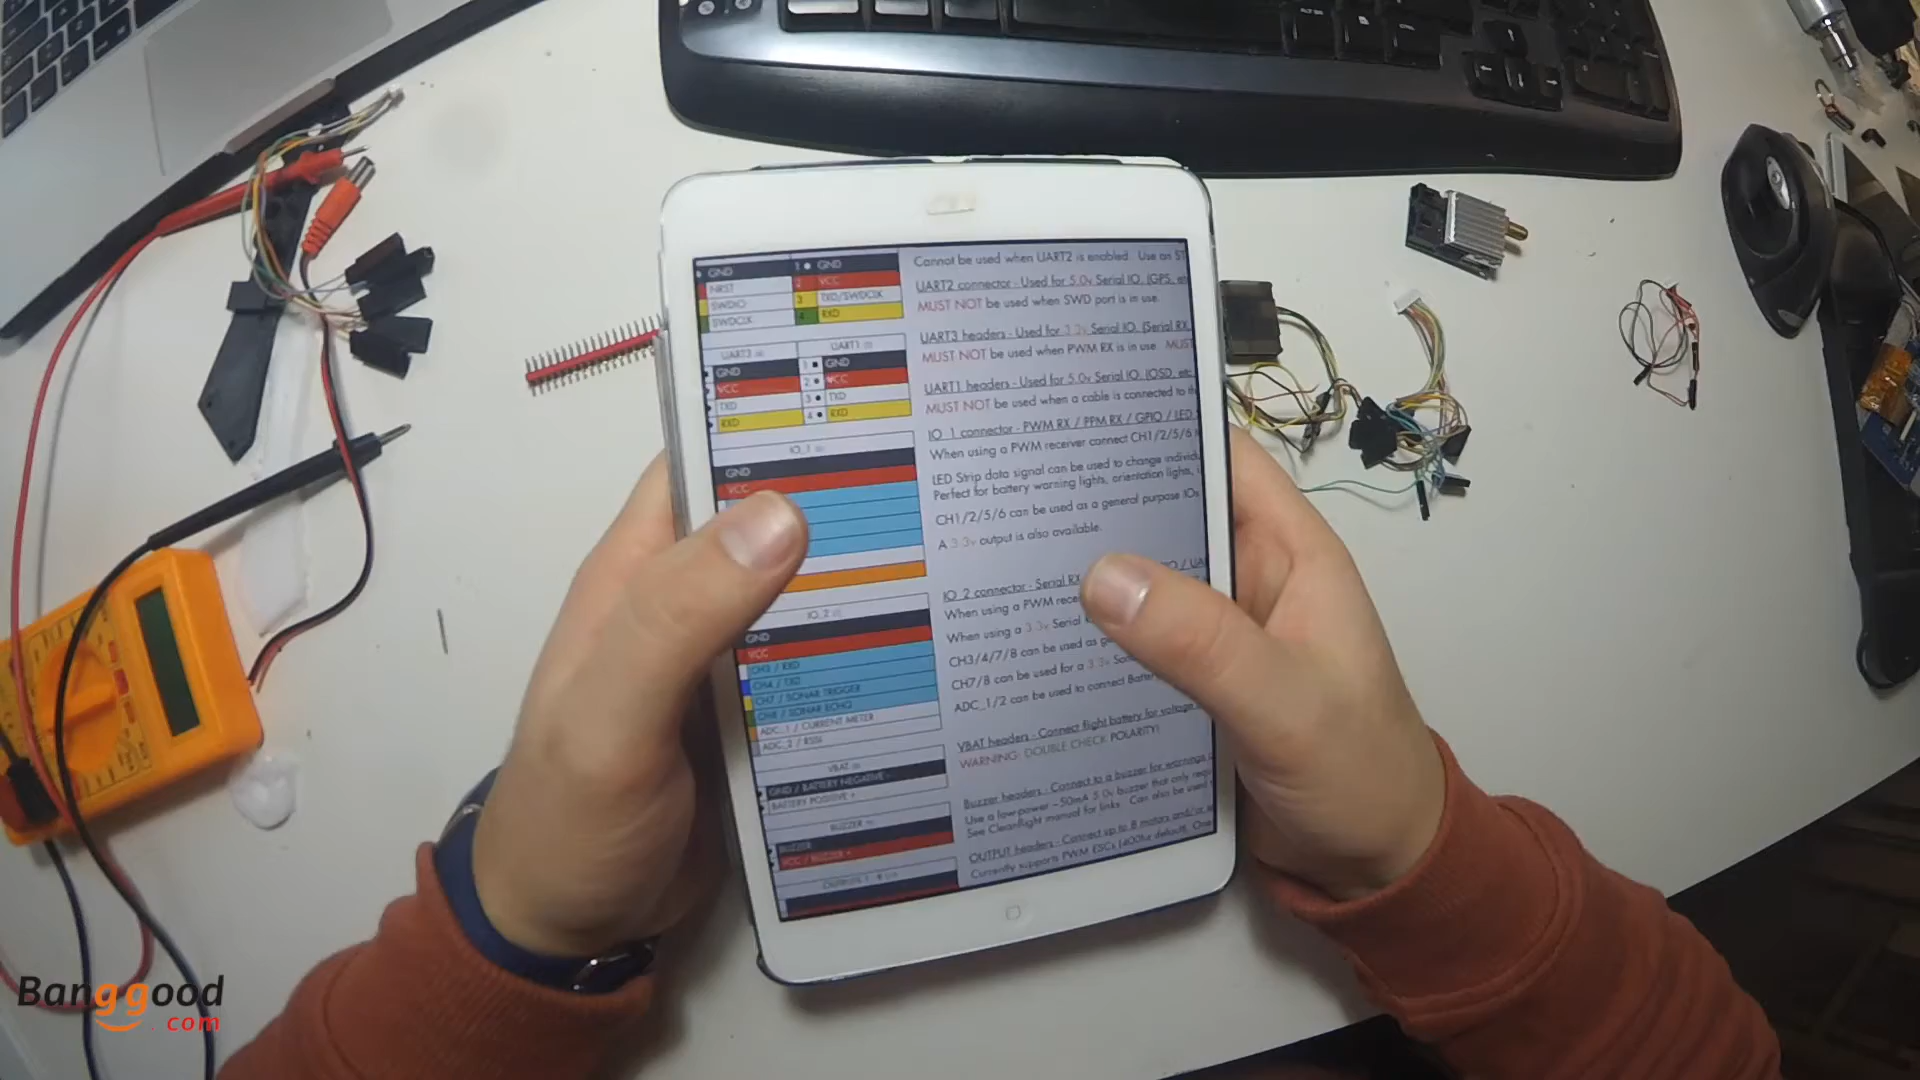 GND
1 GND
NRST
2 VCC
SWDIO
3 TXD/SWDCLK
SWDCLK
4 RXD
UART3
UART1
GND
1 GND
VCC
2 VCC
TXD
3 TXD
RXD
4 RXD
IO_1
GND
VCC
IO_2
GND
VCC
CH3 / RXD
CH4 / TXD
CH7 / SONAR TRIGGER
CH8 / SONAR ECHO
ADC_1 / CURRENT METER
ADC_2 / RSSI
VBAT
GND / BATTERY NEGATIVE -
BATTERY POSITIVE +
BUZZER
BUZZER
VCC / BUZZER +
Cannot be used when UART2 is enabled. Use an ST
UART2 connector - Used for 5.0v Serial IO. (GPS, etc
MUST NOT be used when SWD port is in use.
UART3 headers - Used for 3.3v Serial IO. (Serial RX,
MUST NOT be used when PWM RX is in use. MUST
UART1 headers - Used for 5.0v Serial IO. (OSD, etc
MUST NOT be used when a cable is connected to the
IO_1 connector - PWM RX / PPM RX / GPIO / LED
When using a PWM receiver connect CH1/2/5/6
LED Strip data signal can be used to change individu
Perfect for battery warning lights, orientation lights,
CH1/2/5/6 can be used as a general purpose IOs
A 3.3v output is also available.
IO_2 connector - Serial RX
When using a PWM rece
When using a 3.3v Serial
CH3/4/7/8 can be used as g
CH7/8 can be used for a 3.3v Son
ADC_1/2 can be used to connect Batter
VBAT headers - Connect flight battery for voltage
WARNING: DOUBLE CHECK POLARITY!
Buzzer headers - Connect to a buzzer for warnings
Use a low-power ~50mA 5.0v buzzer that only requ
See Cleanflight manual for links. Can also be used
OUTPUT headers - Connect up to 8 motors and/or s
Currently supports PWM ESCs (400hz default), One
Banggood
.com